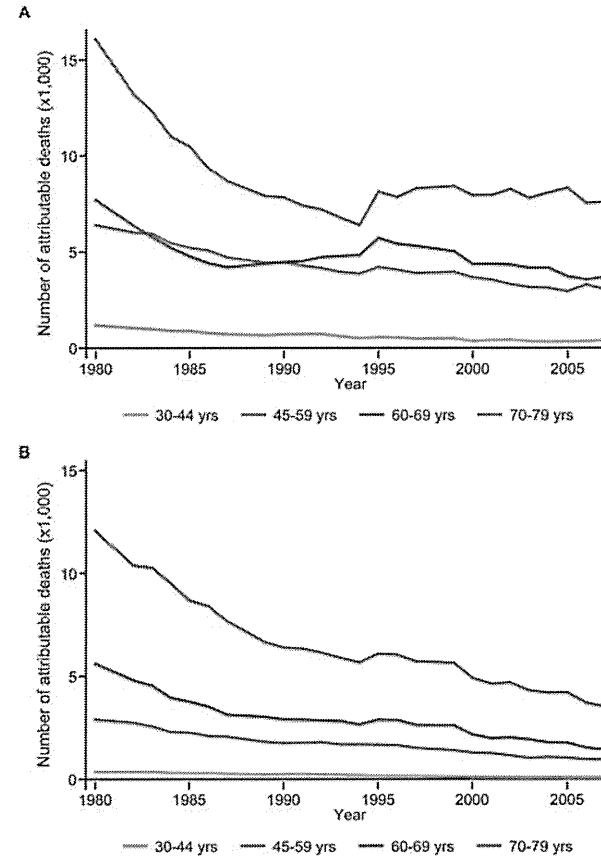 A
Number of attributable deaths (x1,000)
15
10
5
0
1980 1985 1990 1995 2000 2005
Year
30-44 yrs 45-59 yrs 60-69 yrs 70-79 yrs
B
Number of attributable deaths (x1,000)
15
10
5
0
1980 1985 1990 1995 2000 2005
Year
30-44 yrs 45-59 yrs 60-69 yrs 70-79 yrs